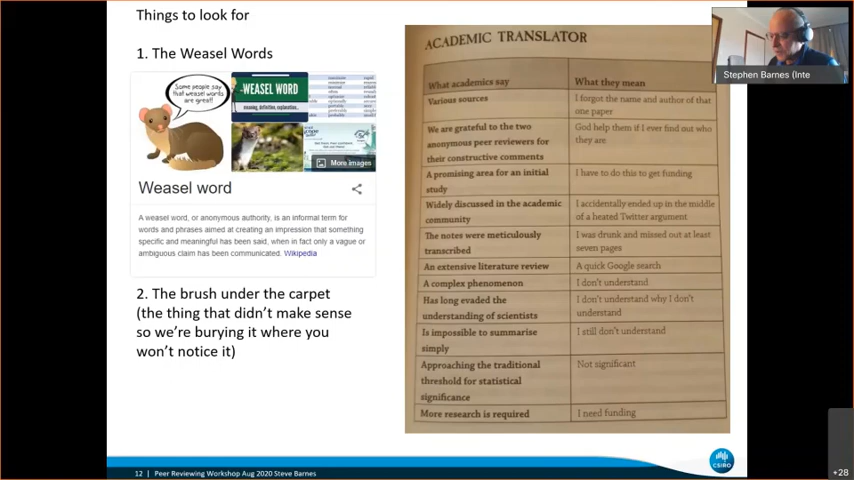 Things to look for
1. The Weasel Words
Some people say
that weasel words
are great!
WEASEL WORD
More images
Weasel word
A weasel word, or anonymous authority, is an informal term for
words and phrases aimed at creating an impression that something
specific and meaningful has been said, when in fact only a vague or
ambiguous claim has been communicated. Wikipedia
2. The brush under the carpet
(the thing that didn't make sense
so we're burying it where you
won't notice it)
ACADEMIC TRANSLATOR
What academics say
What they mean
Various sources
I forgot the name and author of that
one paper
We are grateful to the two
anonymous peer reviewers for
their constructive comments
God help them if I ever find out who
they are
A promising area for an initial
study
I have to do this to get funding
Widely discussed in the academic
community
I accidentally ended up in the middle
of a heated Twitter argument
The notes were meticulously
transcribed
I was drunk and missed out at least
seven pages
An extensive literature review
A quick Google search
A complex phenomenon
I don't understand
Has long evaded the
understanding of scientists
I don't understand why I don't
understand
Is impossible to summarise
simply
I still don't understand
Approaching the traditional
threshold for statistical
significance
Not significant
More research is required
I need funding
Stephen Barnes (Inte
12 | Peer Reviewing Workshop Aug 2020 Steve Barnes
CSIRO
+28